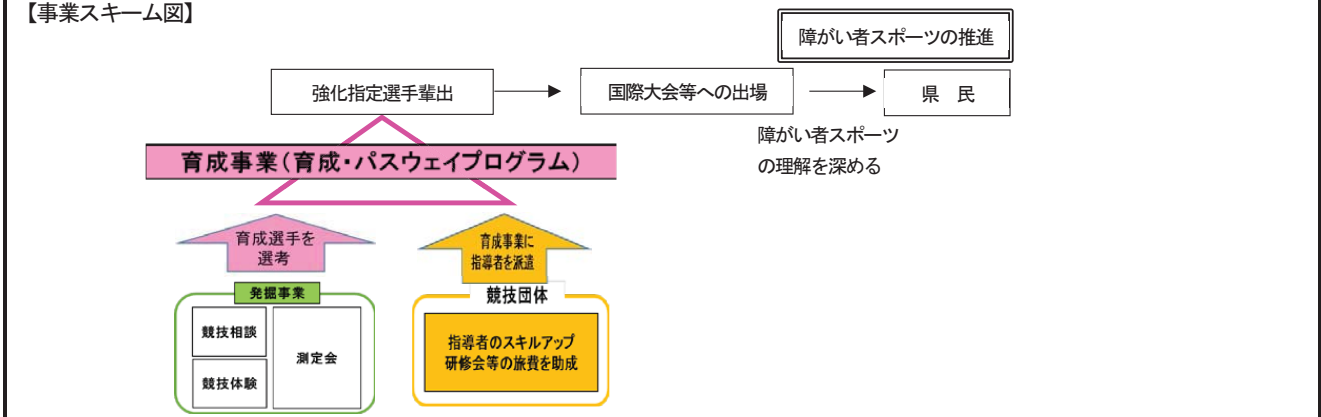 【事業スキーム図】
障がい者スポーツの推進
強化指定選手輩出
国際大会等への出場
県 民
障がい者スポーツ
の理解を深める
育成事業(育成・パスウェイプログラム)
育成選手を
選考
育成事業に
指導者を派遣
発掘事業
競技相談
競技体験
測定会
競技団体
指導者のスキルアップ
研修会等の旅費を助成